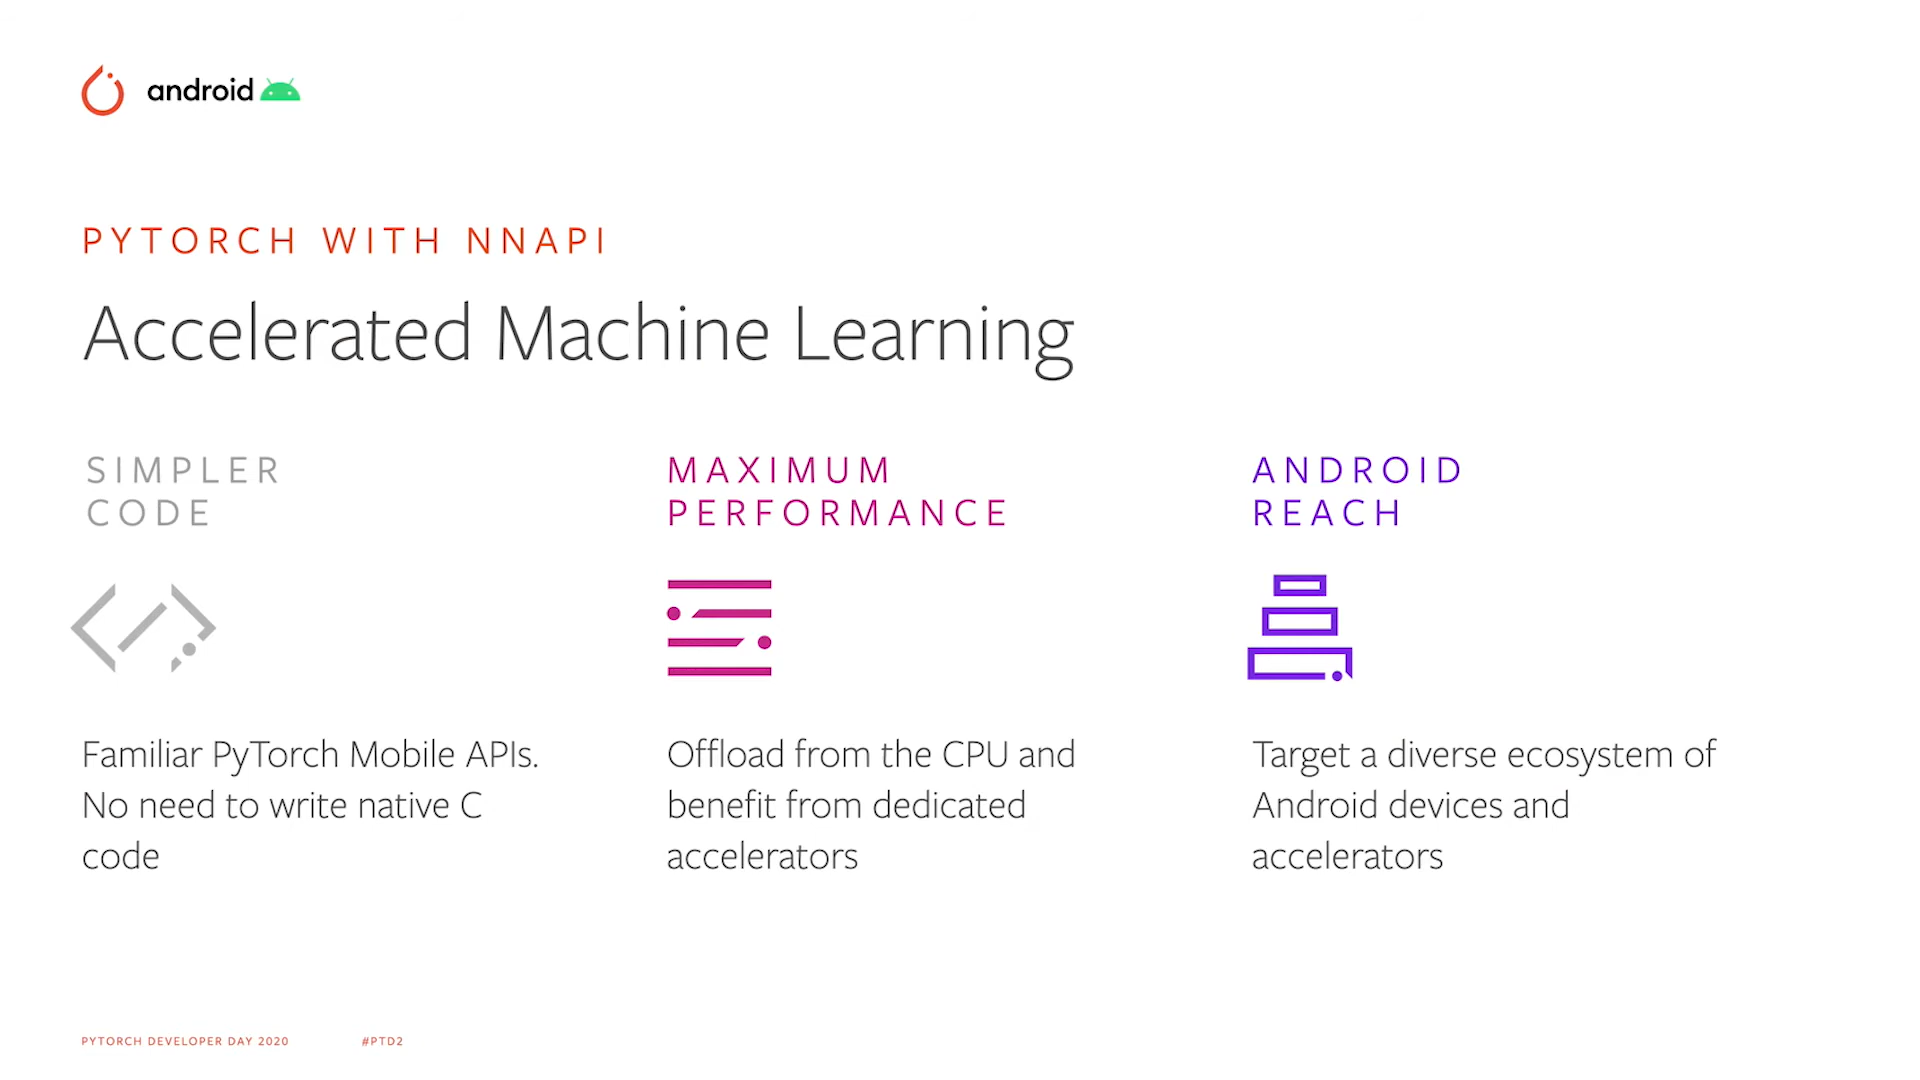 android
PYTORCH WITH NNAPI
Accelerated Machine Learning
SIMPLER
CODE
Familiar PyTorch Mobile APIs.
No need to write native C
code
MAXIMUM
PERFORMANCE
Offload from the CPU and
benefit from dedicated
accelerators
ANDROID
REACH
Target a diverse ecosystem of
Android devices and
accelerators
PYTORCH DEVELOPER DAY 2020
#PTD2